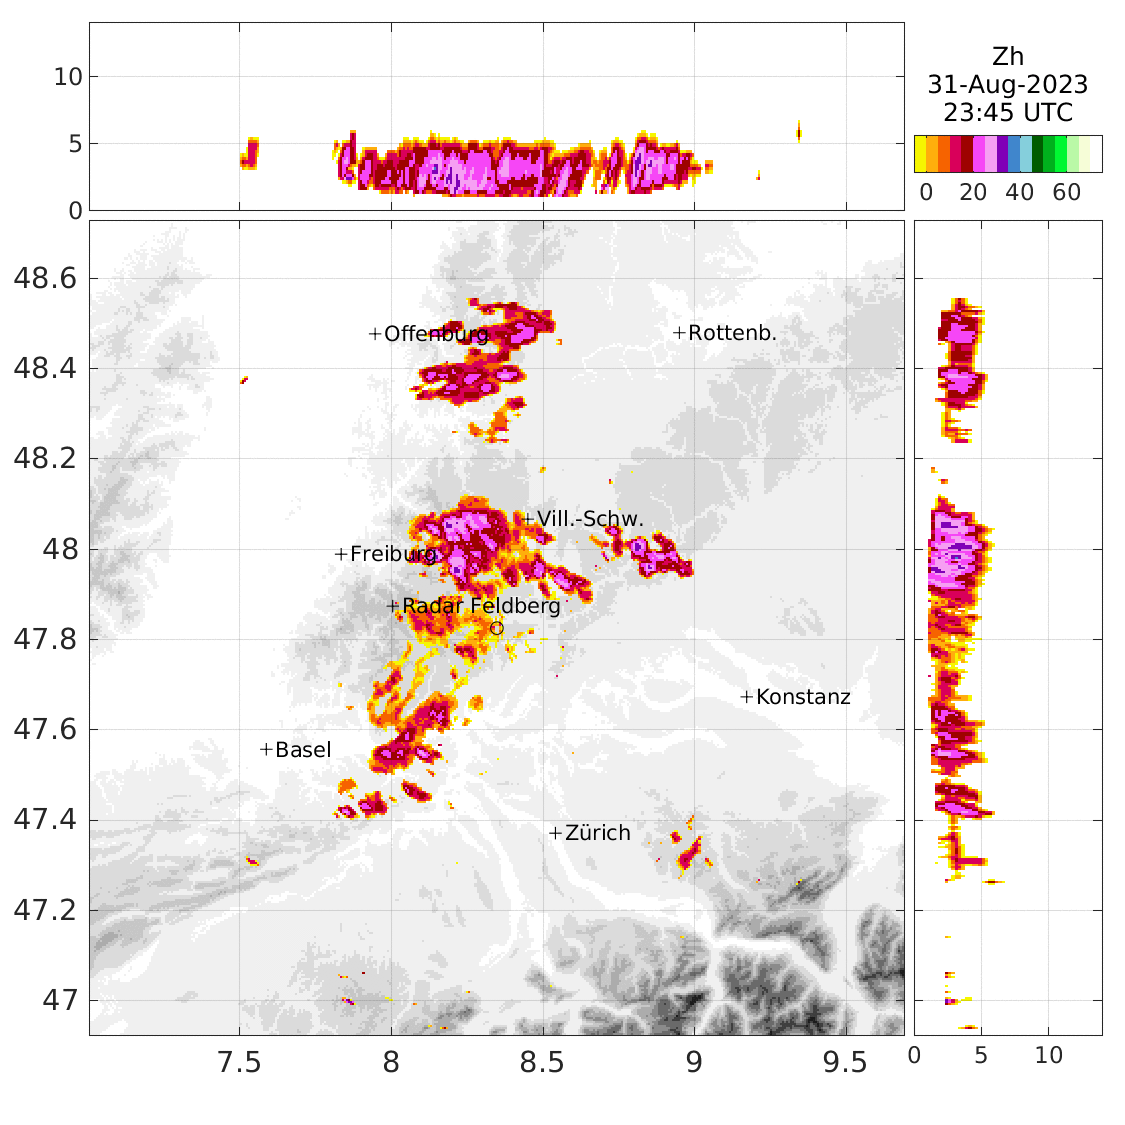 Zh
31-Aug-2023
23:45 UTC
0 20 40 60
10
5
0
48.6
48.4
48.2
48
47.8
47.6
47.4
47.2
47
+Offenburg
+Rottenb.
+Vill.-Schw.
+Freiburg
+Radar Feldberg
+Konstanz
+Basel
+Zürich
7.5 8 8.5 9 9.5
0 5 10